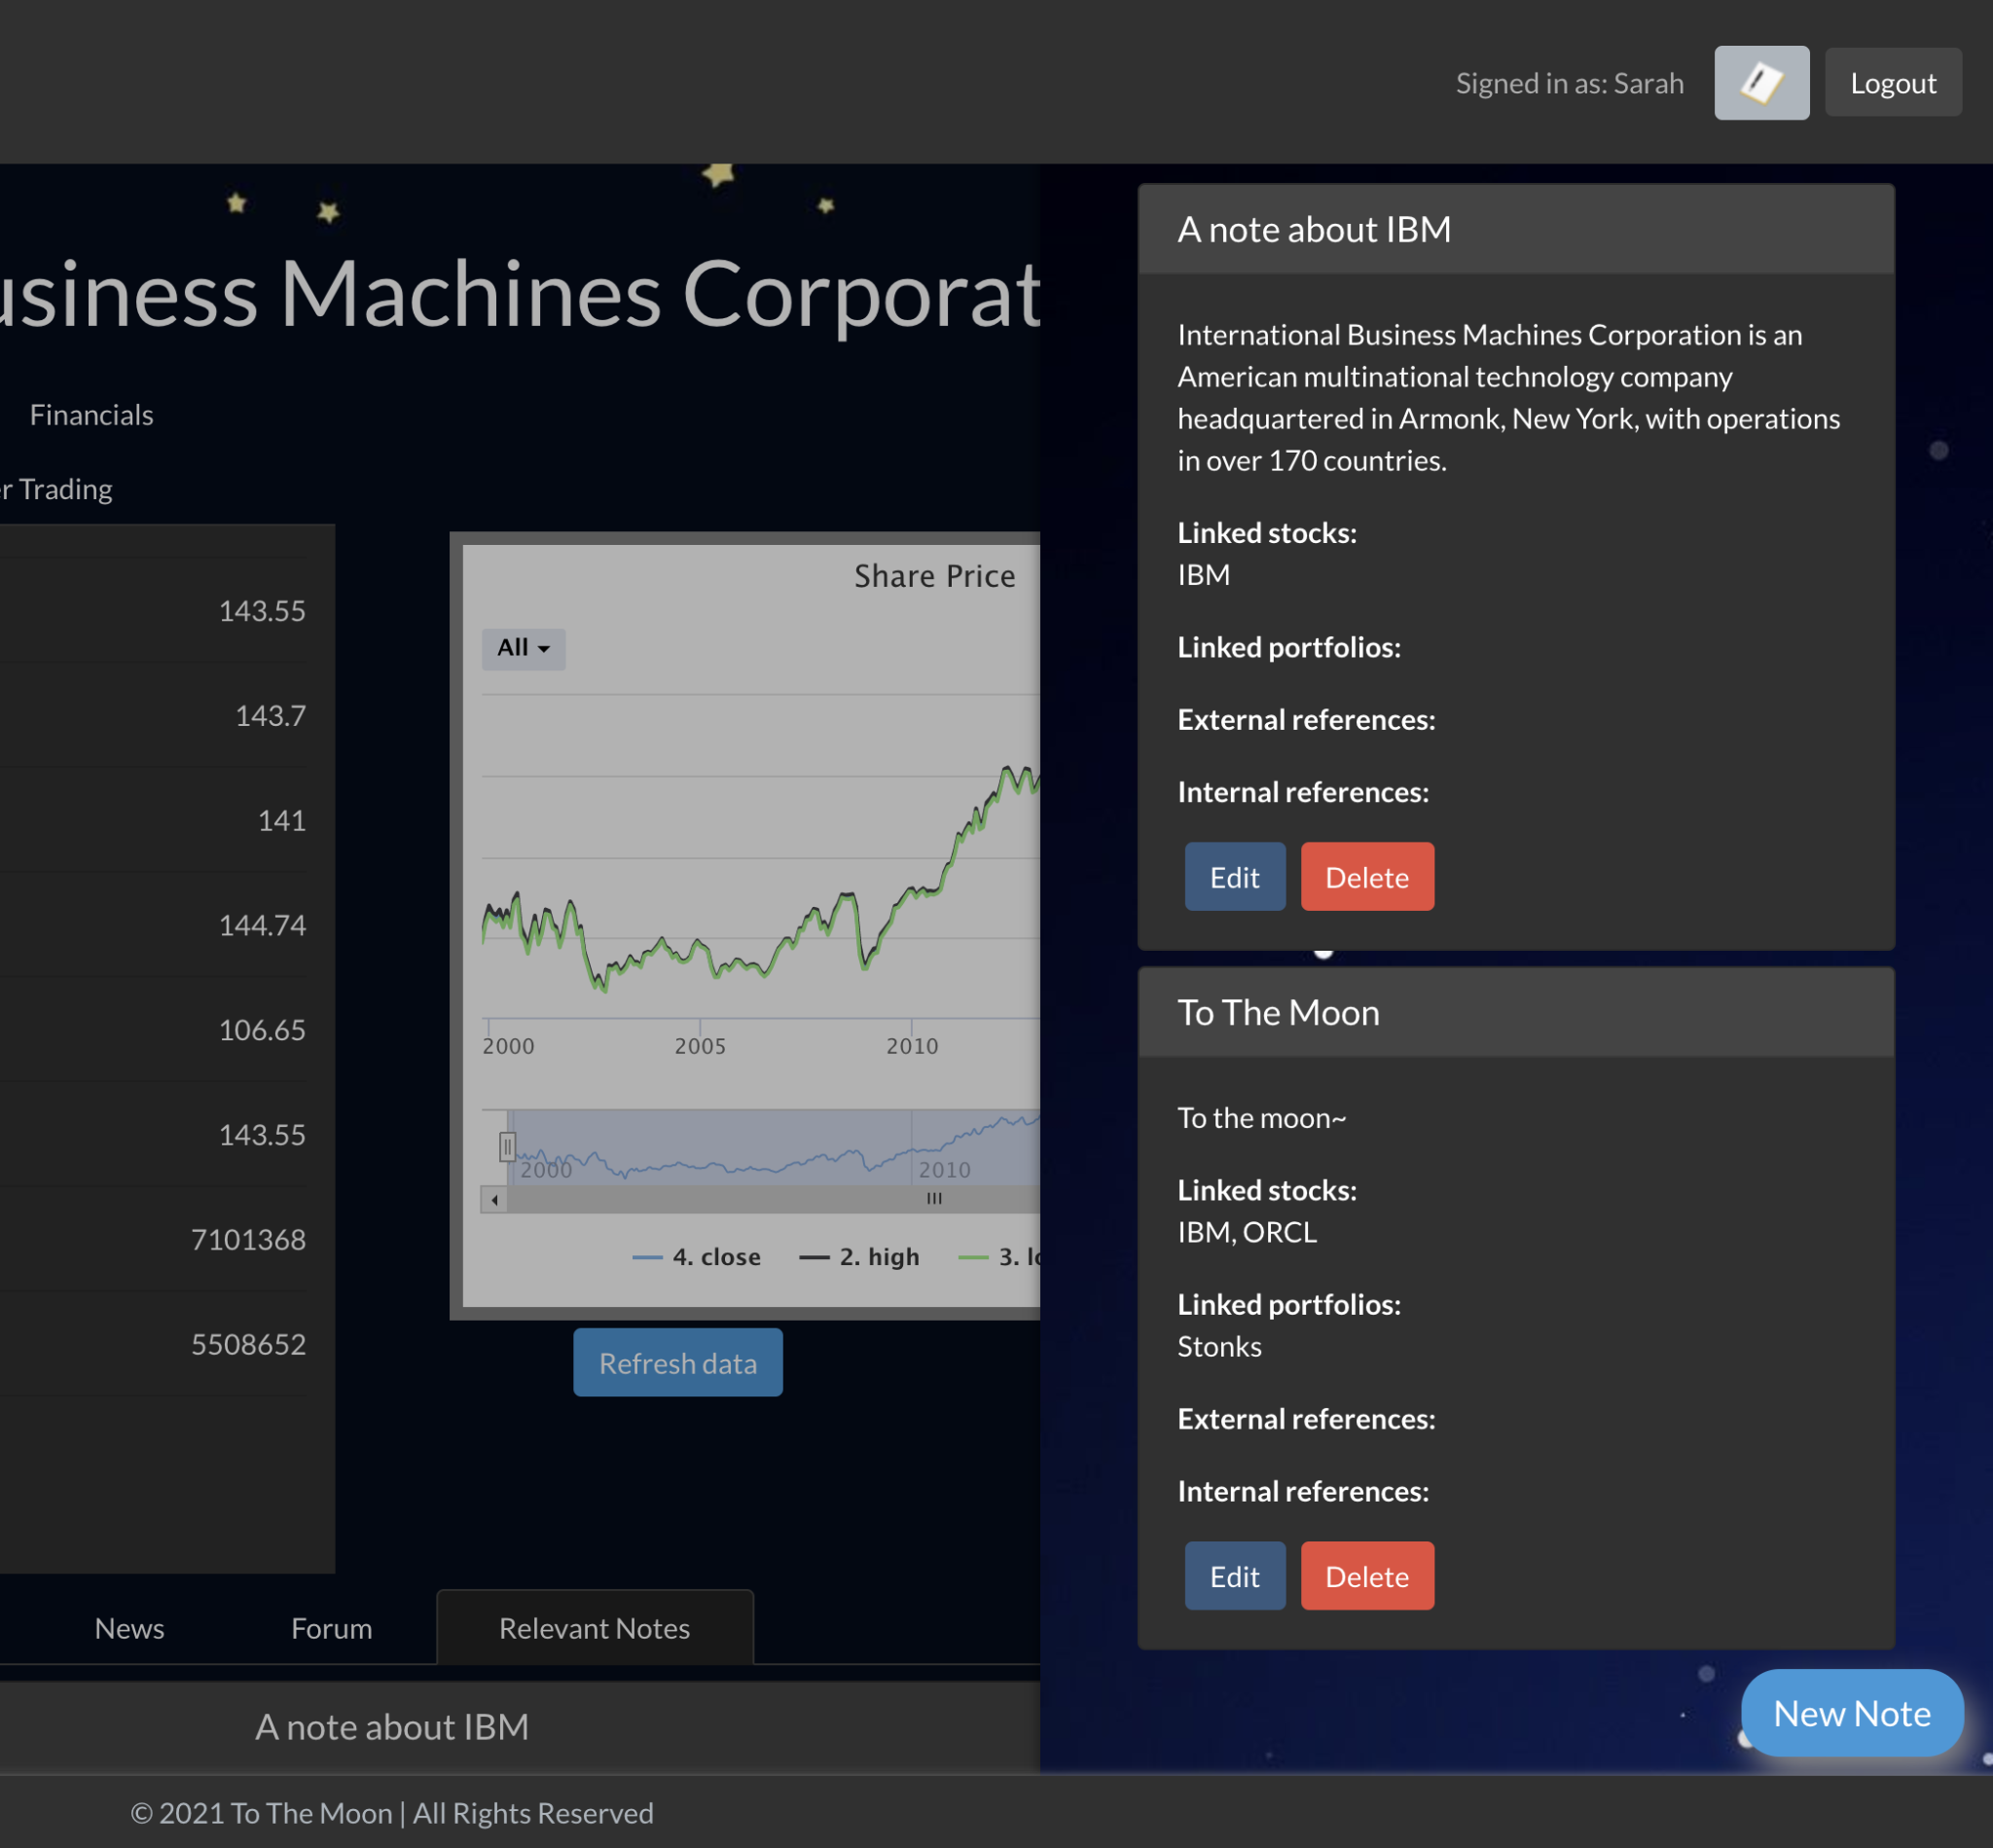 Signed in as: Sarah
Logout
usiness Machines Corporat
Financials
r Trading
143.55
143.7
141
144.74
106.65
143.55
7101368
5508652
Share Price
All
2000 2005 2010
2000 2010
4. close 2. high 3. lo
Refresh data
News Forum Relevant Notes
A note about IBM
© 2021 To The Moon | All Rights Reserved
A note about IBM
International Business Machines Corporation is an
American multinational technology company
headquartered in Armonk, New York, with operations
in over 170 countries.
Linked stocks:
IBM
Linked portfolios:
External references:
Internal references:
Edit Delete
To The Moon
To the moon~
Linked stocks:
IBM, ORCL
Linked portfolios:
Stonks
External references:
Internal references:
Edit Delete
New Note